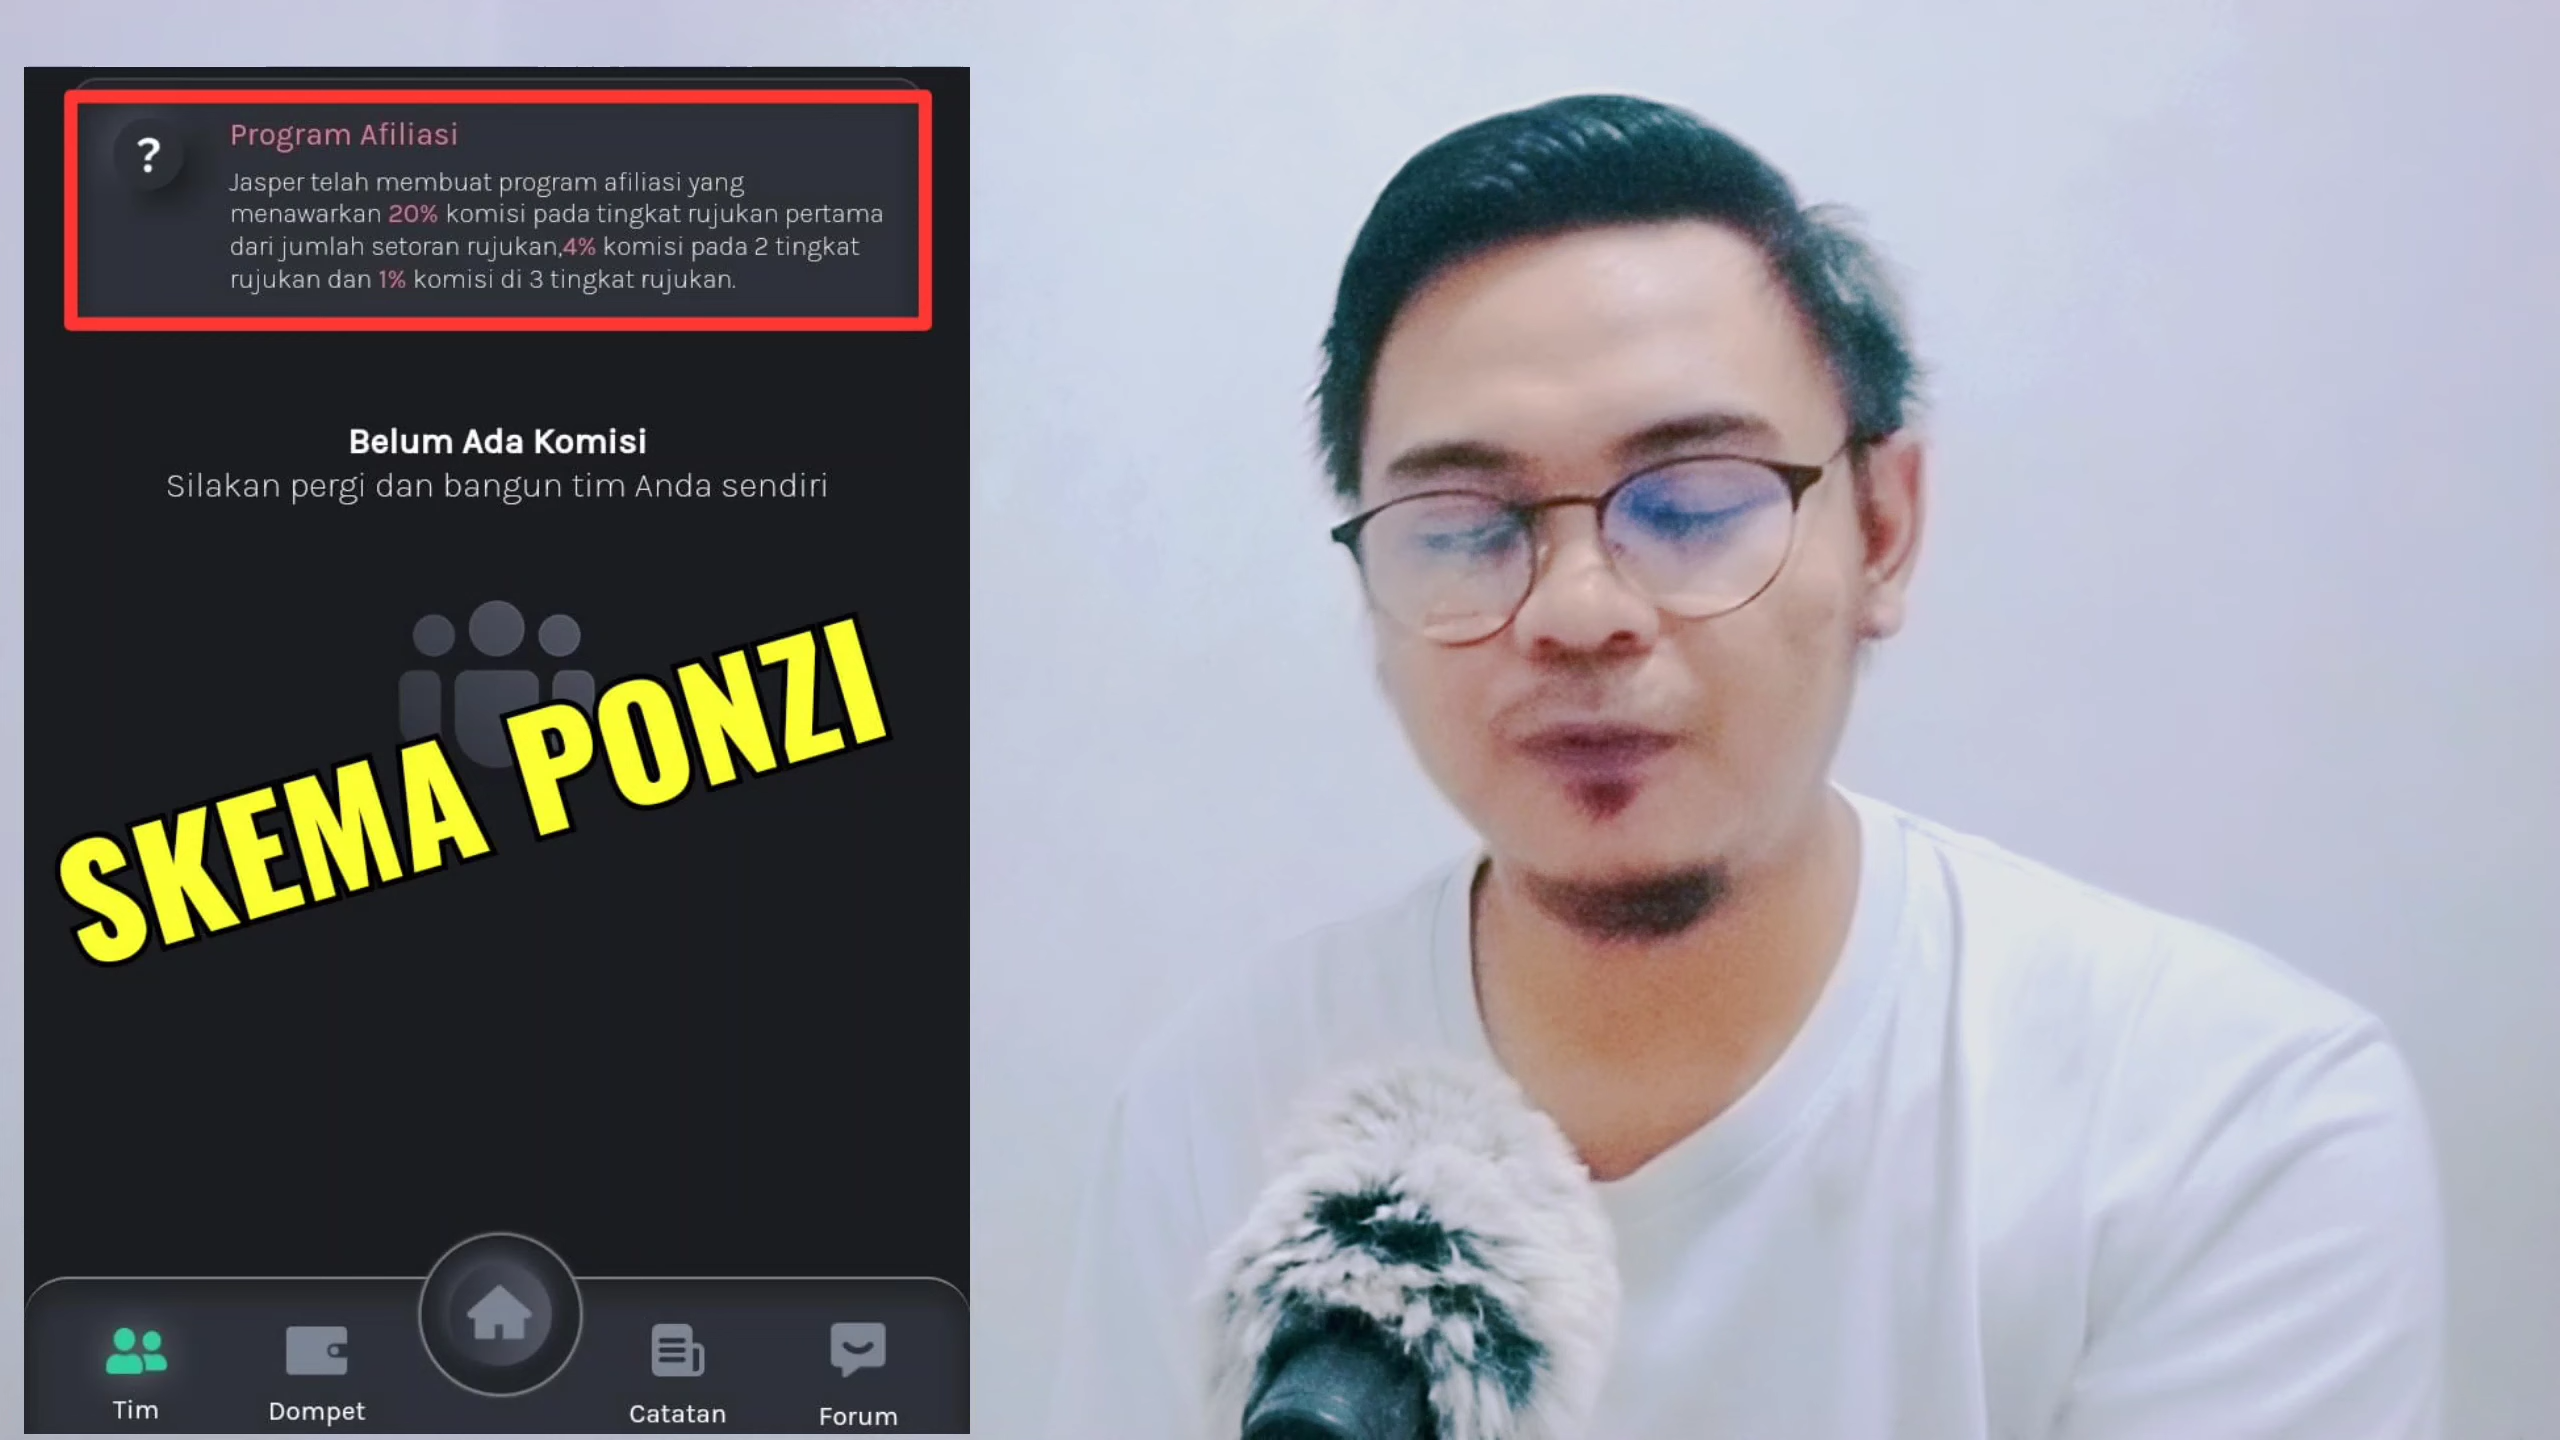 ?
Program Afiliasi
Jasper telah membuat program afiliasi yang
menawarkan 20% komisi pada tingkat rujukan pertama
dari jumlah setoran rujukan,4% komisi pada 2 tingkat
rujukan dan 1% komisi di 3 tingkat rujukan.
Belum Ada Komisi
Silakan pergi dan bangun tim Anda sendiri
SKEMA PONZI
Tim
Dompet
Catatan
Forum